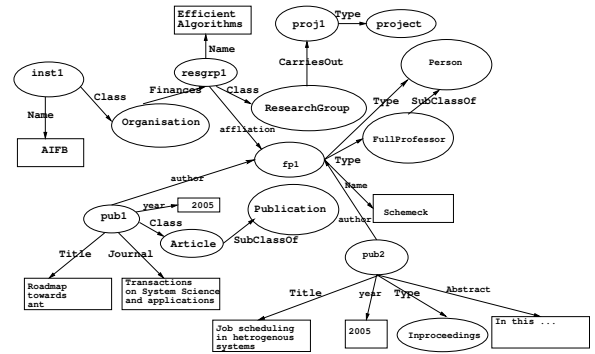 Efficient
Algorithms
proj1
Type
project
Name
inst1
resgrp1
CarriesOut
Person
Class
Finances
Class
Type
SubClassOf
Name
Organisation
ResearchGroup
affliation
FullProfessor
AIFB
fp1
Type
author
Name
year
2005
Publication
Schemeck
pub1
Class
author
Article
SubClassOf
Title
Journal
pub2
Roadmap
towards
ant
Transactions
on System Science
and applications
Title
year
Type
Abstract
Job scheduling
in hetrogenous
systems
2005
Inproceedings
In this ...